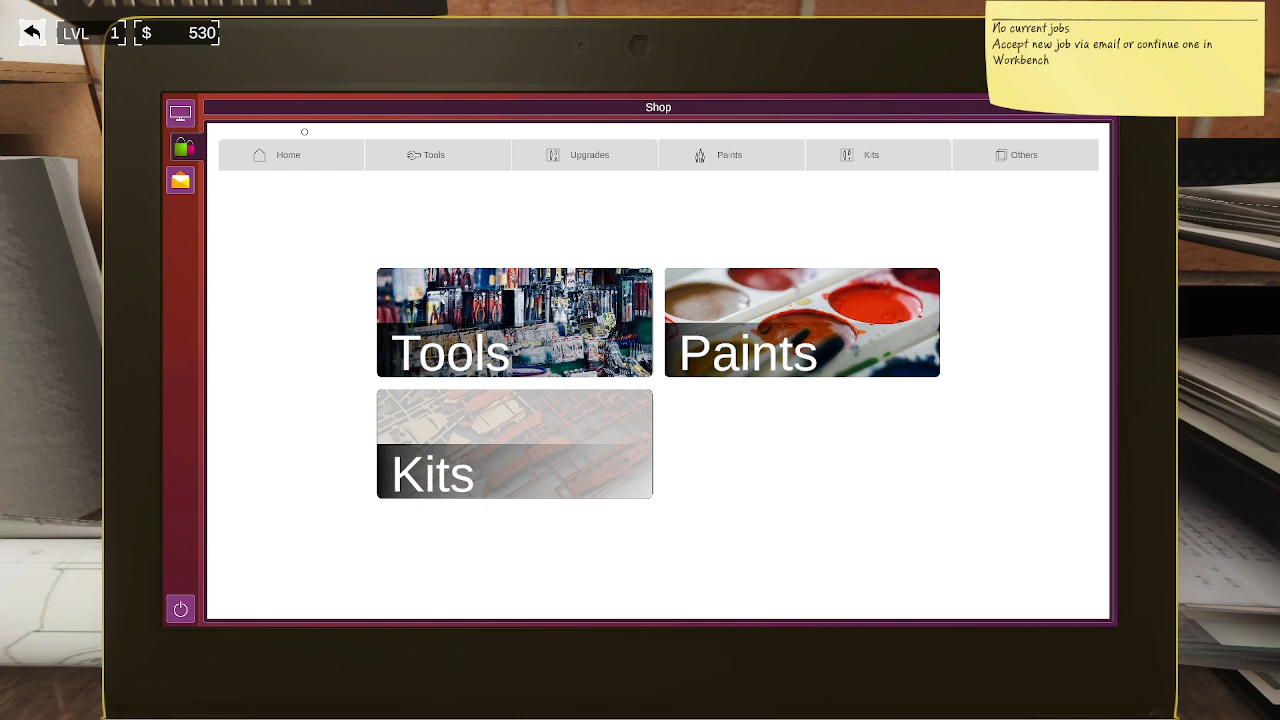 LVL 1 $ 530
No current jobs
Accept new job via email or continue one in
Workbench
Shop
Home Tools Upgrades Paints Kits Others
Tools Paints
Kits